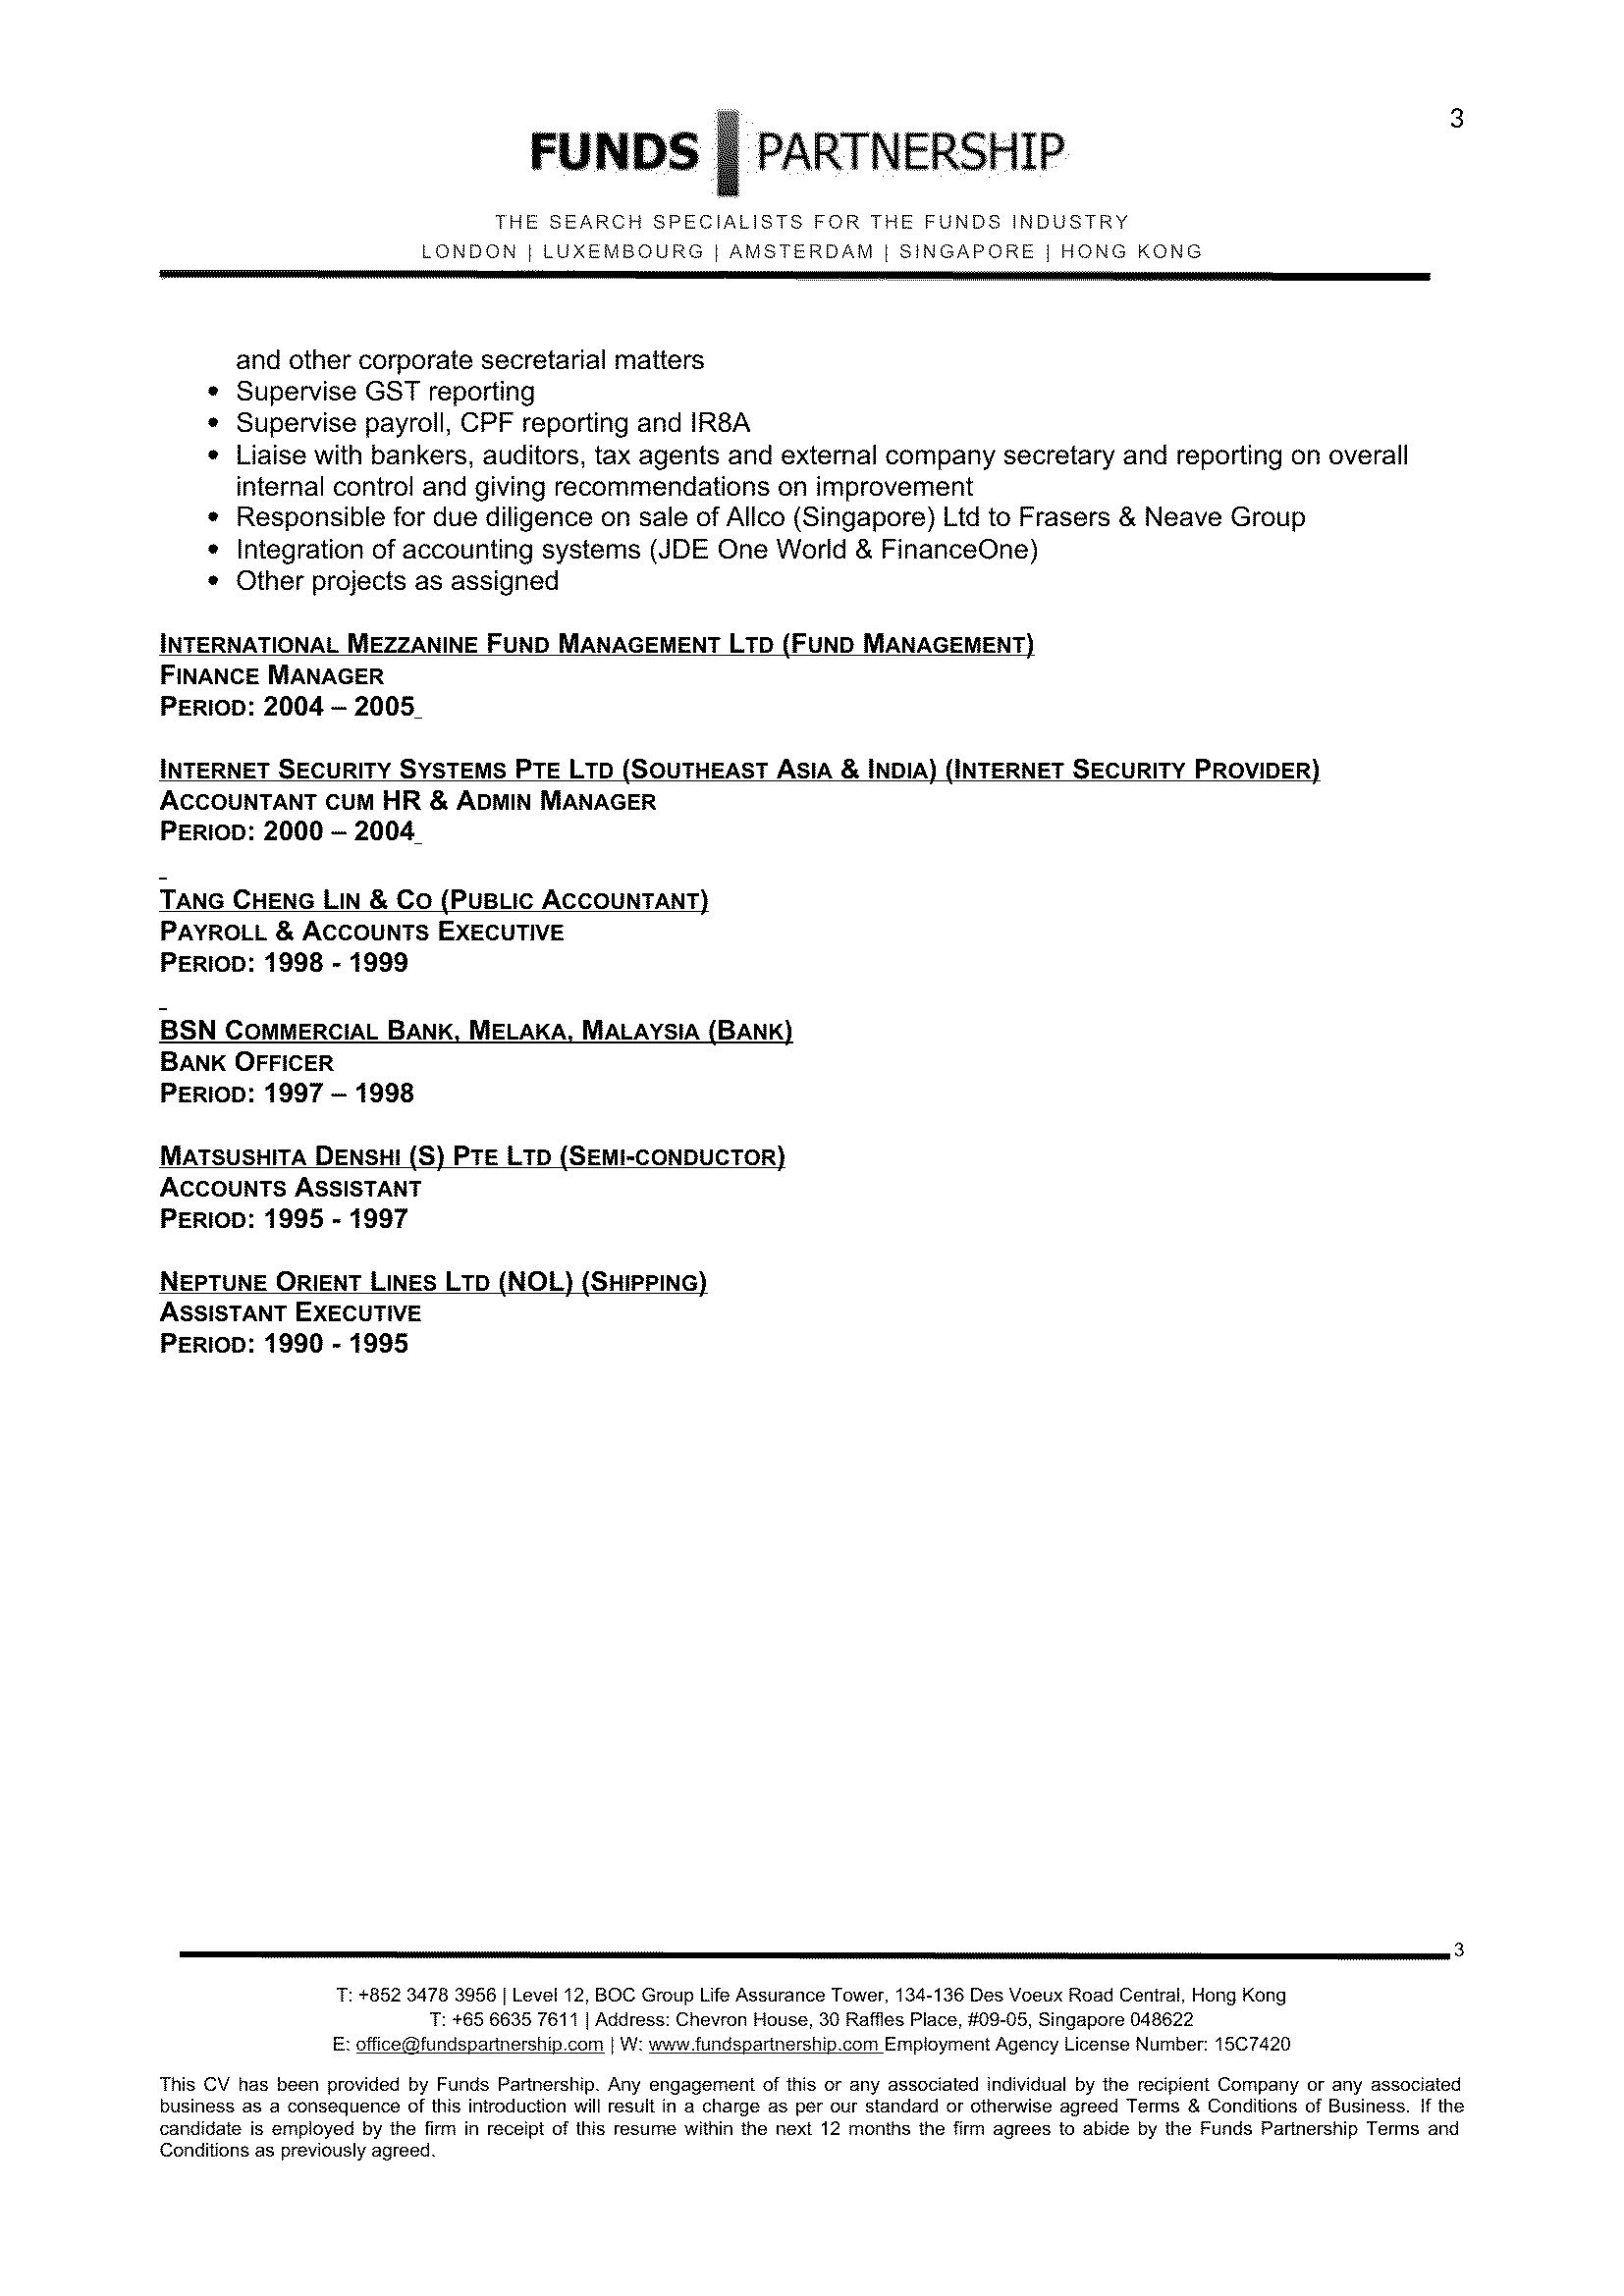 3
FUNDS PARTNERSHIP
THE SEARCH SPECIALISTS FOR THE FUNDS INDUSTRY
LONDON | LUXEMBOURG | AMSTERDAM | SINGAPORE | HONG KONG
and other corporate secretarial matters
• Supervise GST reporting
• Supervise payroll, CPF reporting and IR8A
• Liaise with bankers, auditors, tax agents and external company secretary and reporting on overall
internal control and giving recommendations on improvement
• Responsible for due diligence on sale of Allco (Singapore) Ltd to Frasers & Neave Group
• Integration of accounting systems (JDE One World & FinanceOne)
• Other projects as assigned
INTERNATIONAL MEZZANINE FUND MANAGEMENT LTD (FUND MANAGEMENT)
FINANCE MANAGER
PERIOD: 2004 – 2005
INTERNET SECURITY SYSTEMS PTE LTD (SOUTHEAST ASIA & INDIA) (INTERNET SECURITY PROVIDER)
ACCOUNTANT CUM HR & ADMIN MANAGER
PERIOD: 2000 – 2004
TANG CHENG LIN & CO (PUBLIC ACCOUNTANT)
PAYROLL & ACCOUNTS EXECUTIVE
PERIOD: 1998 - 1999
BSN COMMERCIAL BANK, MELAKA, MALAYSIA (BANK)
BANK OFFICER
PERIOD: 1997 – 1998
MATSUSHITA DENSHI (S) PTE LTD (SEMI-CONDUCTOR)
ACCOUNTS ASSISTANT
PERIOD: 1995 - 1997
NEPTUNE ORIENT LINES LTD (NOL) (SHIPPING)
ASSISTANT EXECUTIVE
PERIOD: 1990 - 1995
3
T: +852 3478 3956 | Level 12, BOC Group Life Assurance Tower, 134-136 Des Voeux Road Central, Hong Kong
T: +65 6635 7611 | Address: Chevron House, 30 Raffles Place, #09-05, Singapore 048622
E: office@fundspartnership.com | W: www.fundspartnership.com Employment Agency License Number: 15C7420
This CV has been provided by Funds Partnership. Any engagement of this or any associated individual by the recipient Company or any associated
business as a consequence of this introduction will result in a charge as per our standard or otherwise agreed Terms & Conditions of Business. If the
candidate is employed by the firm in receipt of this resume within the next 12 months the firm agrees to abide by the Funds Partnership Terms and
Conditions as previously agreed.